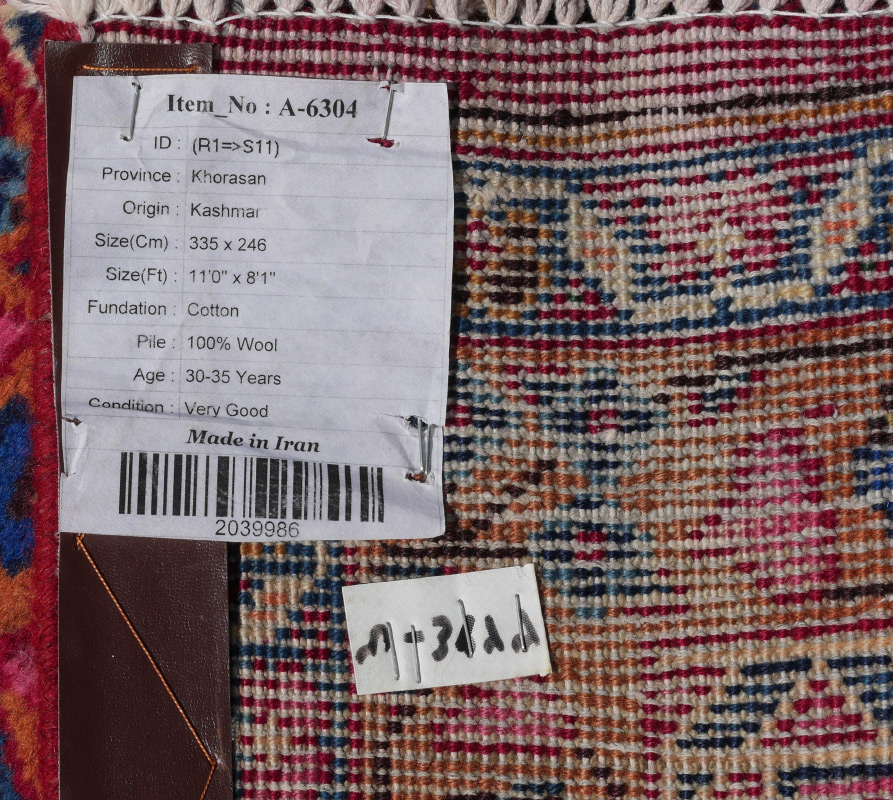 Item_No : A-6304
ID : (R1=>S11)
Province : Khorasan
Origin : Kashmar
Size(Cm) : 335 x 246
Size(Ft) : 11'0" x 8'1"
Fundation : Cotton
Pile : 100% Wool
Age : 30-35 Years
Condition : Very Good
Made in Iran
2039986